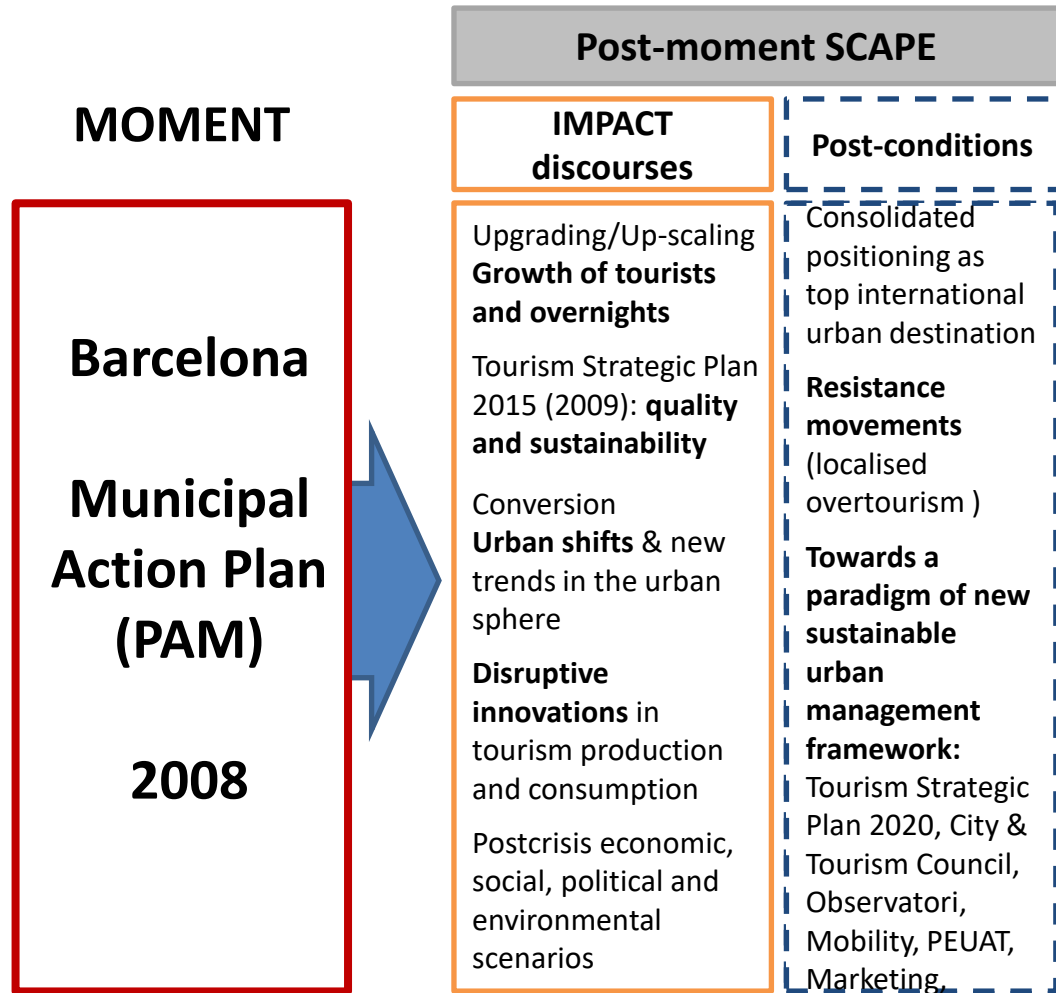 Post-moment SCAPE
MOMENT
IMPACT
discourses
Post-conditions
Barcelona
Municipal
Action Plan
(PAM)
2008
Upgrading/Up-scaling
Growth of tourists
and overnights
Tourism Strategic Plan
2015 (2009): quality
and sustainability
Conversion
Urban shifts & new
trends in the urban
sphere
Disruptive
innovations in
tourism production
and consumption
Postcrisis economic,
social, political and
environmental
scenarios
Consolidated
positioning as
top international
urban destination
Resistance
movements
(localised
overtourism )
Towards a
paradigm of new
sustainable
urban
management
framework:
Tourism Strategic
Plan 2020, City &
Tourism Council,
Observatori,
Mobility, PEUAT,
Marketing,